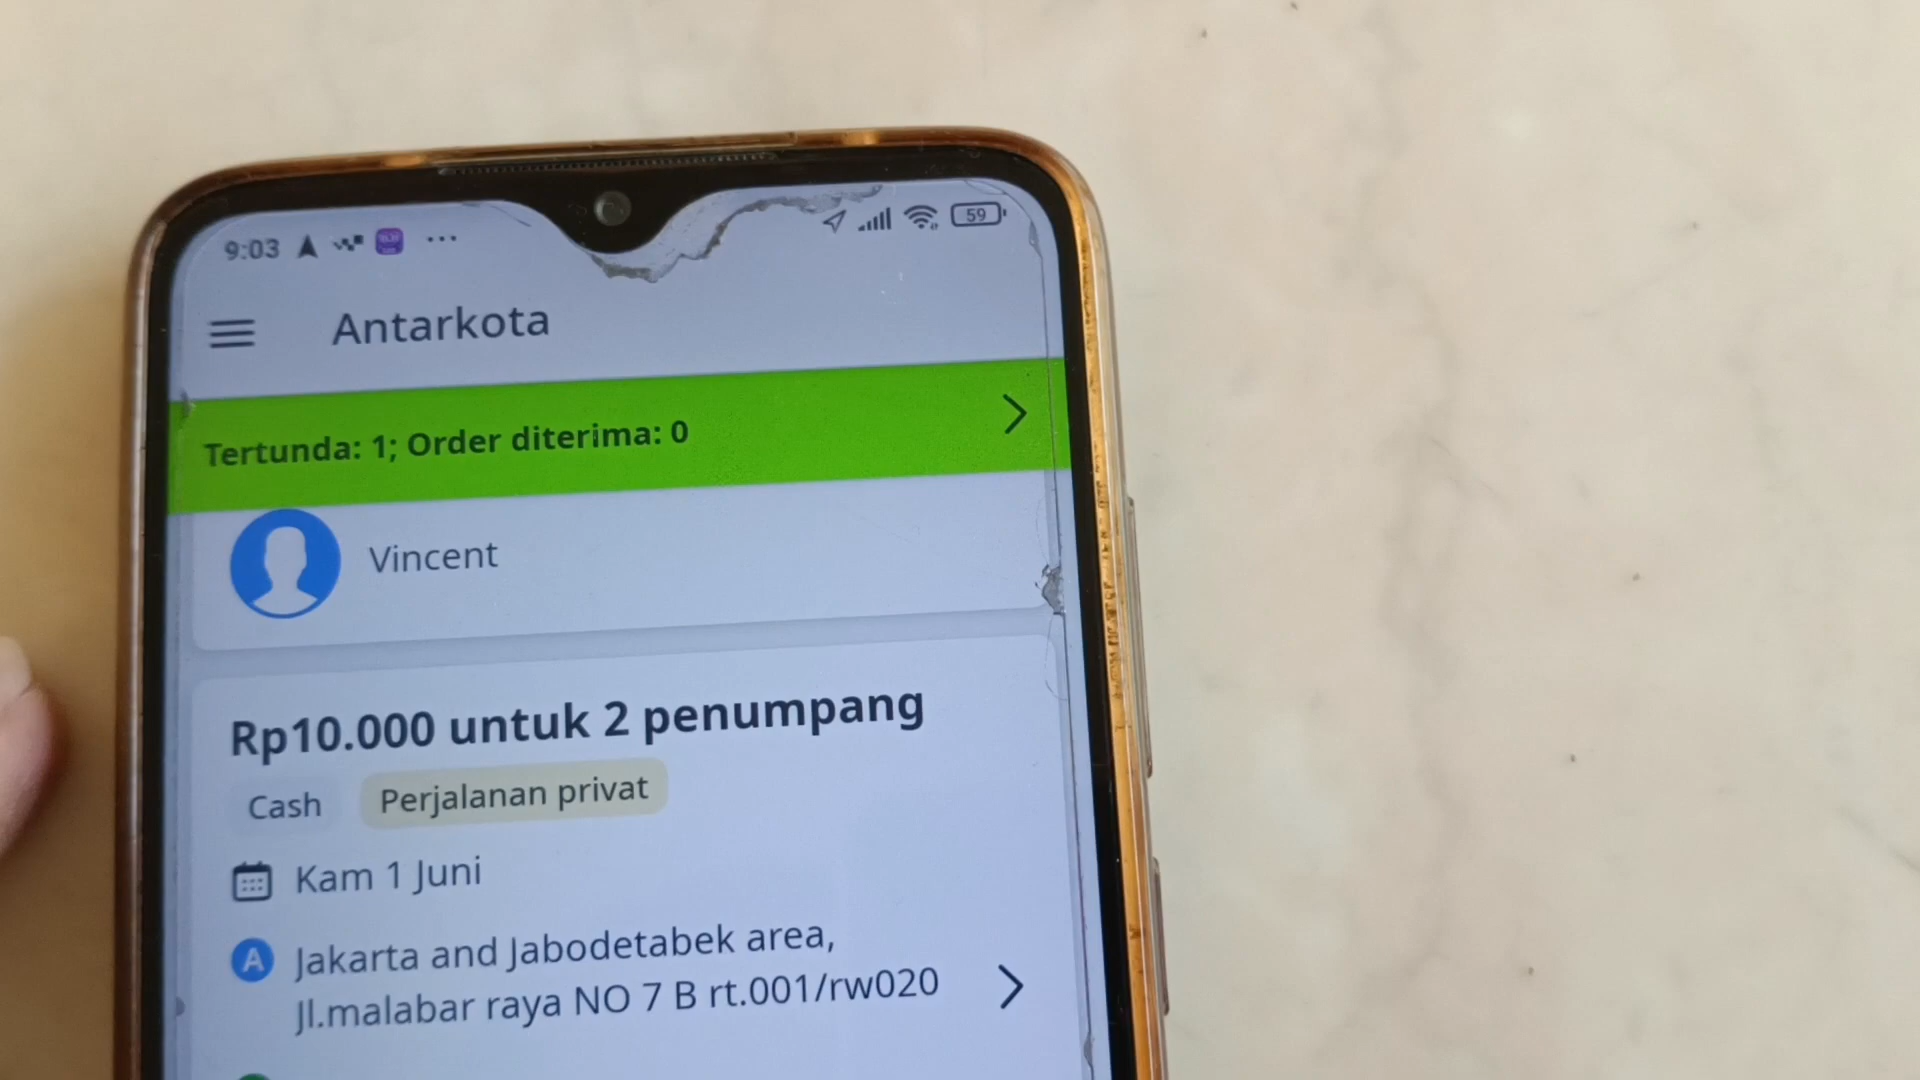 9:03
59
Antarkota
Tertunda: 1; Order diterima: 0
Vincent
Rp10.000 untuk 2 penumpang
Cash
Perjalanan privat
Kam 1 Juni
A
Jakarta and Jabodetabek area,
Jl.malabar raya NO 7 B rt.001/rw020